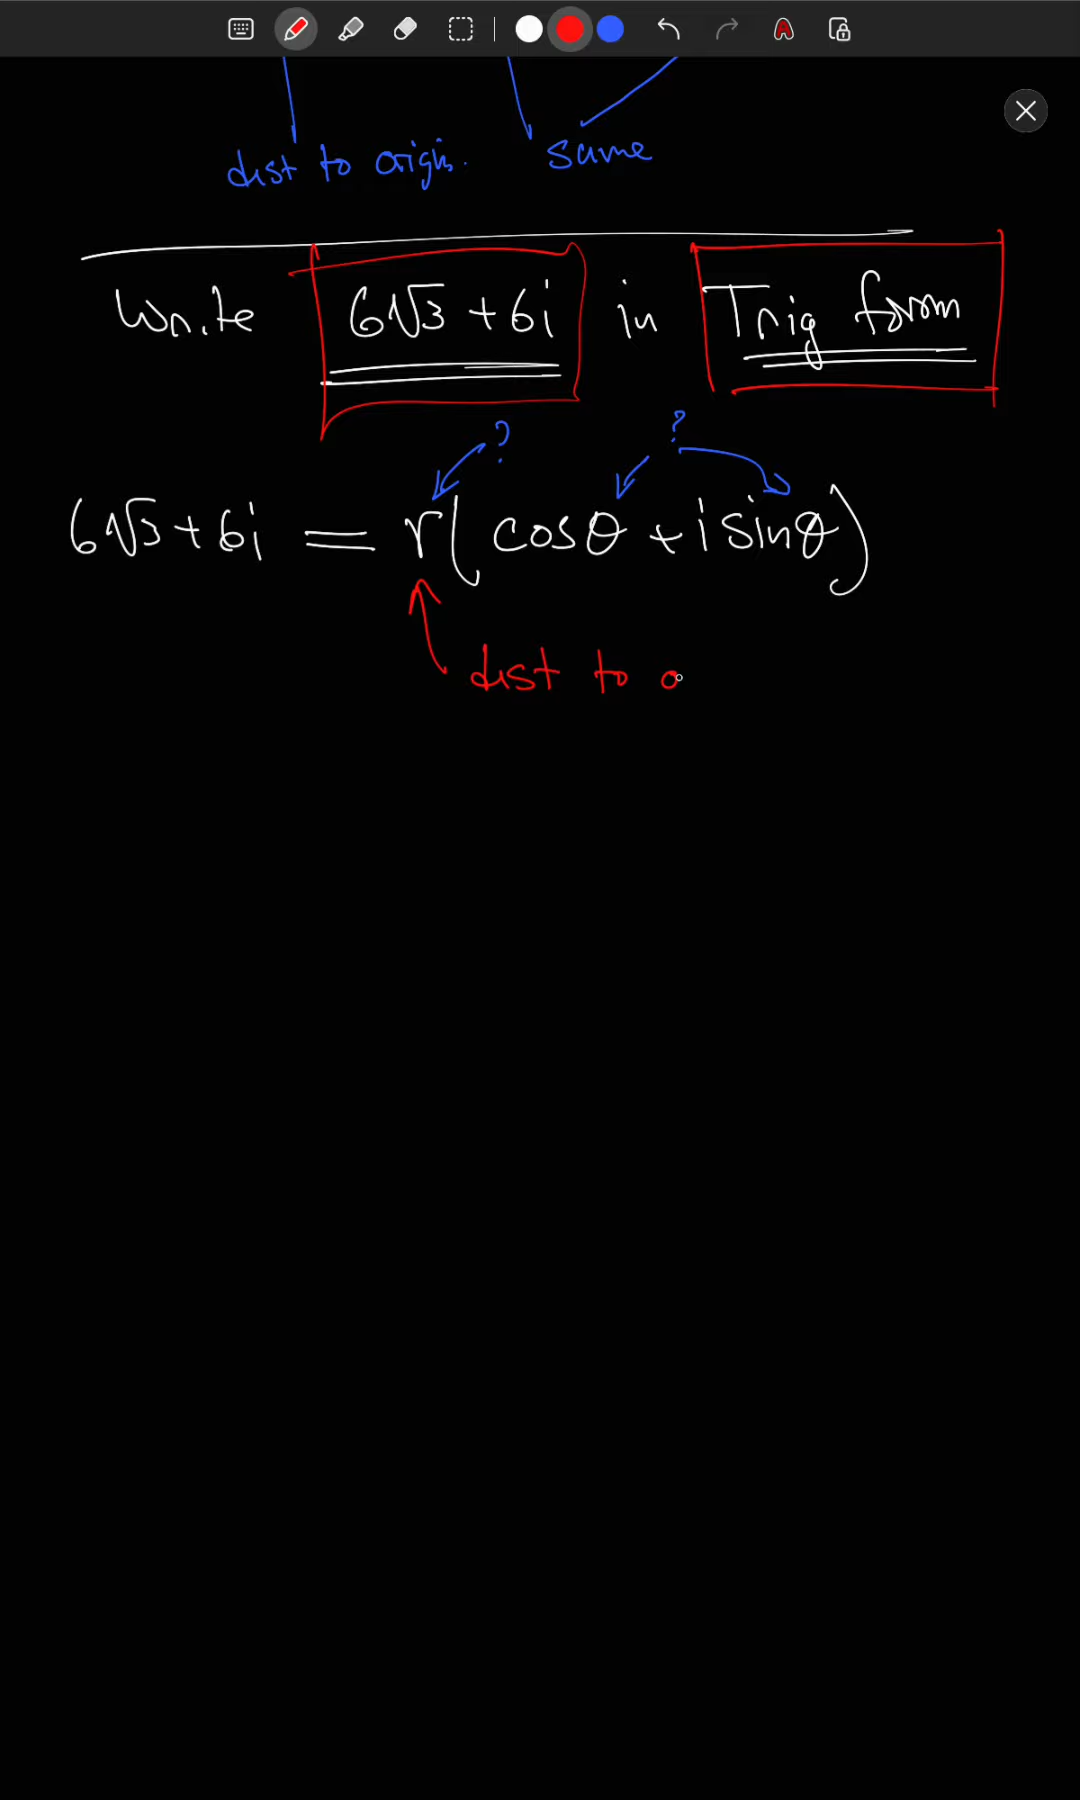 dist to origin.
same
Write 6√3 + 6i in Trig form
? ?
6√3 + 6i = r( cosθ + i sinθ)
dist to o